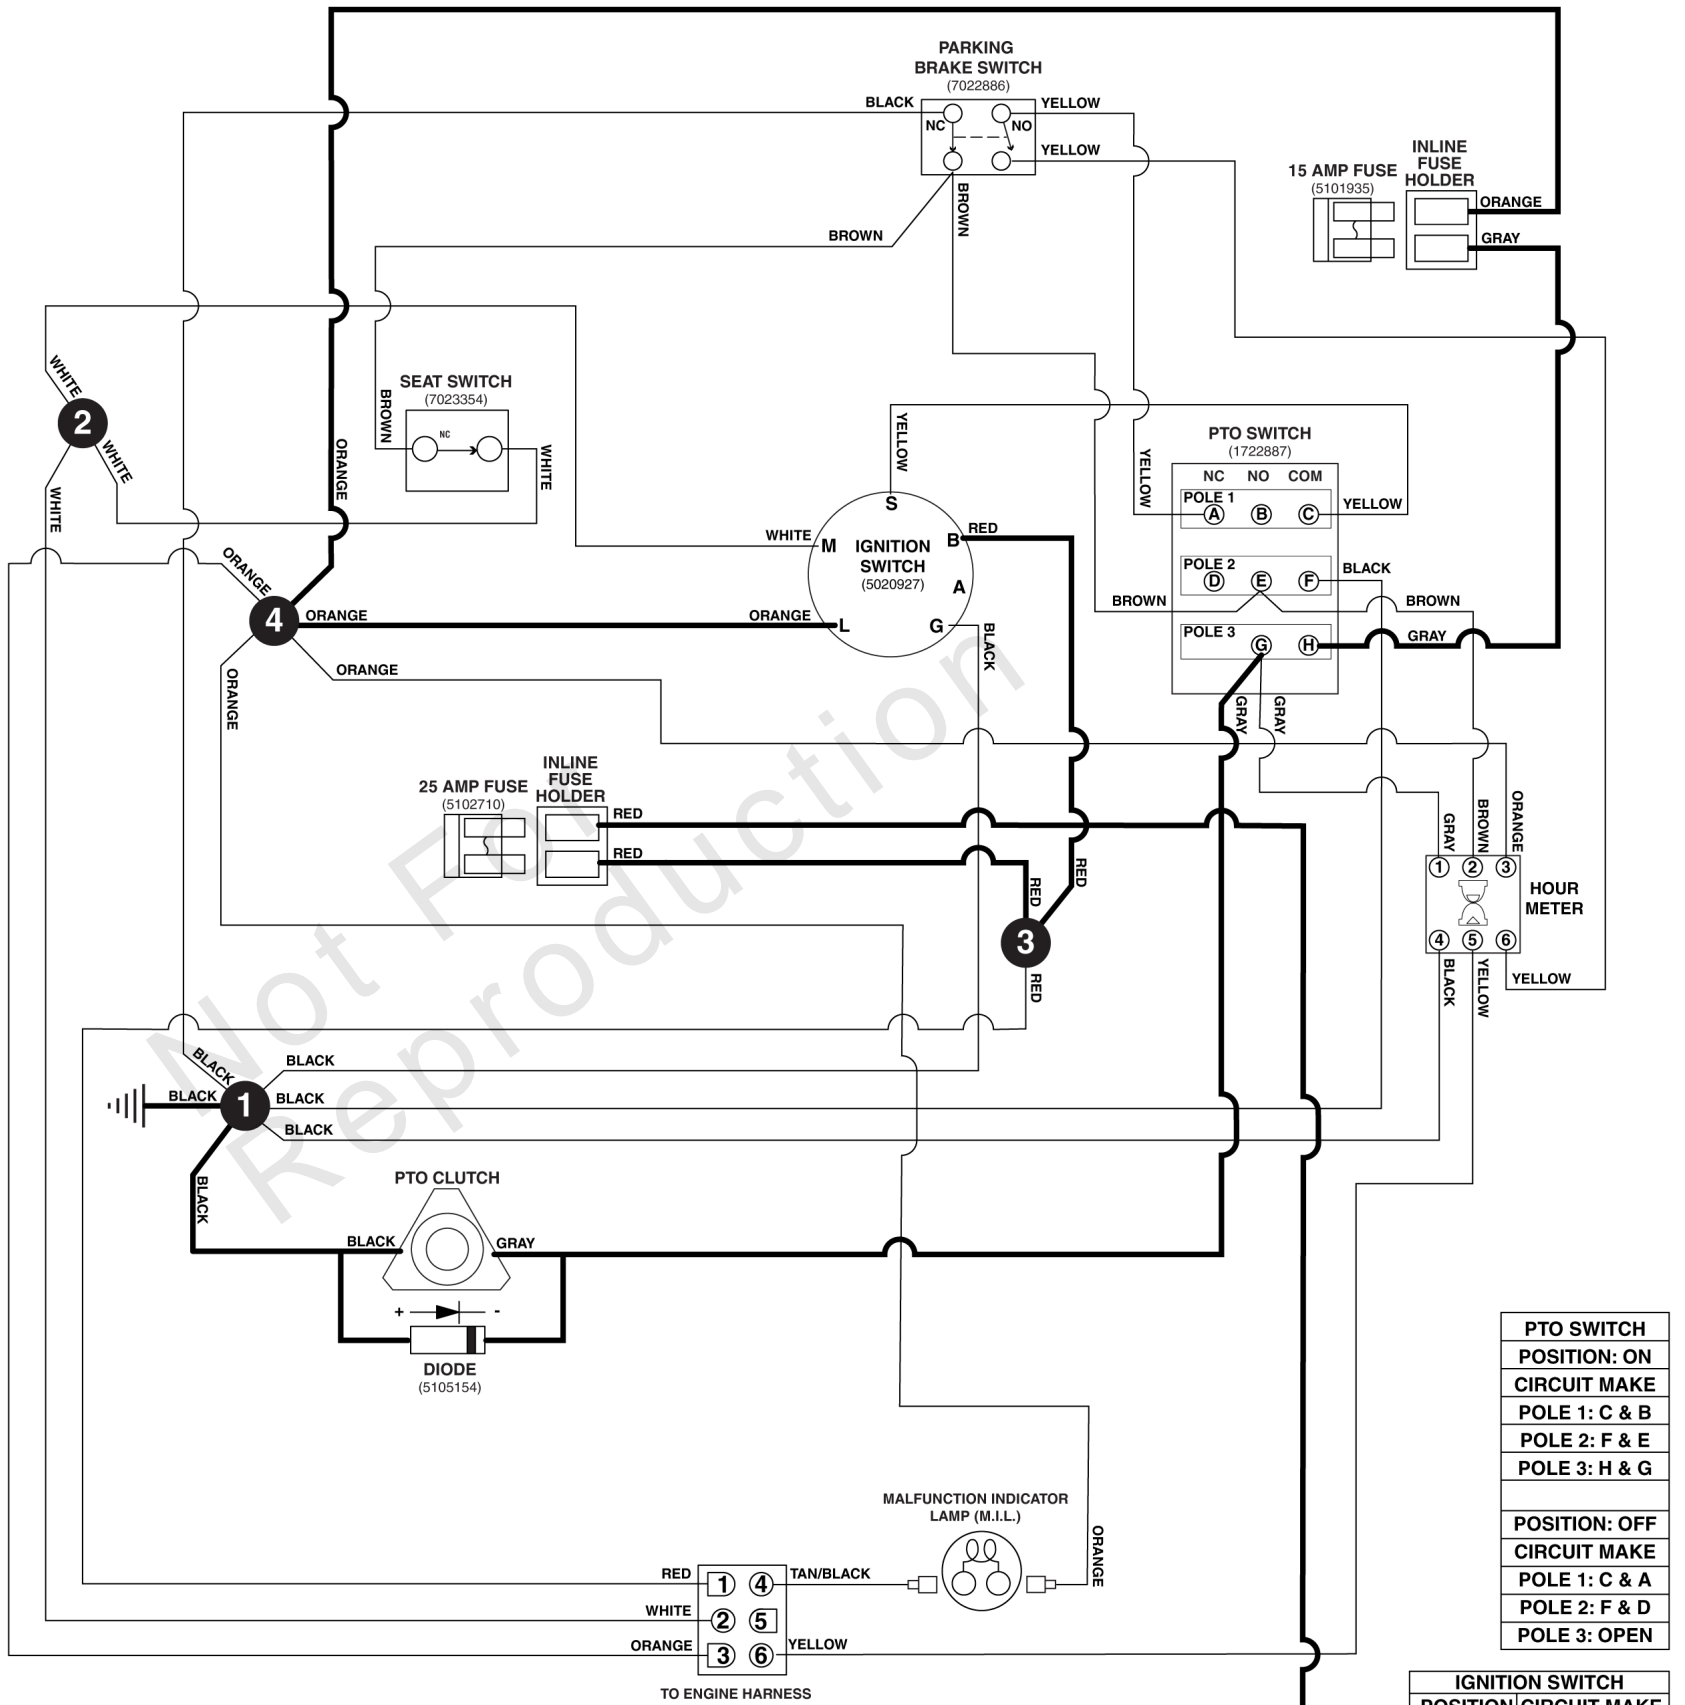 PARKING
BRAKE SWITCH
(7022886)
BLACK
YELLOW
NC
NO
YELLOW
BROWN
BROWN
15 AMP FUSE
(5101935)
INLINE
FUSE
HOLDER
ORANGE
GRAY
WHITE
2
WHITE
WHITE
SEAT SWITCH
(7023354)
BROWN
NC
WHITE
ORANGE
YELLOW
S
WHITE
M
IGNITION
SWITCH
(5020927)
B
RED
A
L
G
BLACK
PTO SWITCH
(1722887)
NC NO COM
POLE 1
A B C
YELLOW
YELLOW
POLE 2
D E F
BLACK
BROWN
BROWN
POLE 3
G H
GRAY
GRAY
GRAY
ORANGE
4
ORANGE
ORANGE
ORANGE
ORANGE
25 AMP FUSE
(5102710)
INLINE
FUSE
HOLDER
RED
RED
RED
RED
3
RED
GRAY
BROWN
ORANGE
1 2 3
HOUR
METER
4 5 6
BLACK
YELLOW
YELLOW
Not For
Reproduction
BLACK
BLACK
BLACK
1
BLACK
BLACK
BLACK
PTO CLUTCH
BLACK
GRAY
+ -
DIODE
(5105154)
MALFUNCTION INDICATOR
LAMP (M.I.L.)
ORANGE
RED
1 4
TAN/BLACK
WHITE
2 5
ORANGE
3 6
YELLOW
TO ENGINE HARNESS
PTO SWITCH
POSITION: ON
CIRCUIT MAKE
POLE 1: C & B
POLE 2: F & E
POLE 3: H & G
POSITION: OFF
CIRCUIT MAKE
POLE 1: C & A
POLE 2: F & D
POLE 3: OPEN
IGNITION SWITCH
POSITION CIRCUIT MAKE